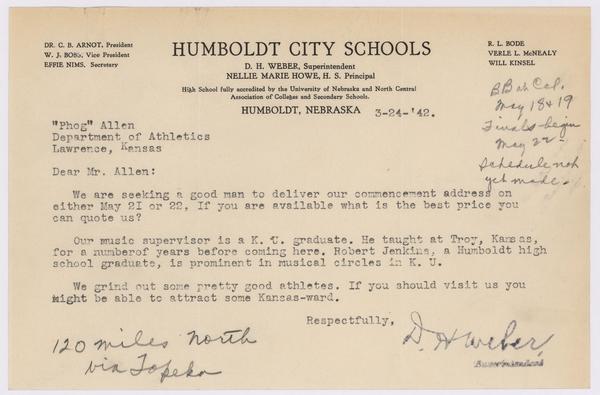 DR. C. B. ARNOT, President
W. J. BOSS, Vice President
EFFIE NIMS, Secretary
HUMBOLDT CITY SCHOOLS
D. H. WEBER, Superintendent
NELLIE MARIE HOWE, H. S. Principal
High School fully accredited by the University of Nebraska and North Central
Association of Colleges and Secondary Schools.
HUMBOLDT, NEBRASKA
R. L. BODE
VERLE L. McNEALY
WILL KINSEL
3-24-'42.
B B at Col.
May 18 & 19
Finals begin
May 22-
Schedule not
yet made.
"Phog" Allen
Department of Athletics
Lawrence, Kansas
Dear Mr. Allen:
We are seeking a good man to deliver our commencement address on
either May 21 or 22, If you are available what is the best price you
can quote us?
Our music supervisor is a K. U. graduate. He taught at Troy, Kansas,
for a numberof years before coming here. Robert Jenkins, a Humboldt high
school graduate, is prominent in musical circles in K. U.
We grind out some pretty good athletes. If you should visit us you
might be able to attract some Kansas-ward.
Respectfully,
D. H Weber,
Superintendent
120 miles North
via Topeka